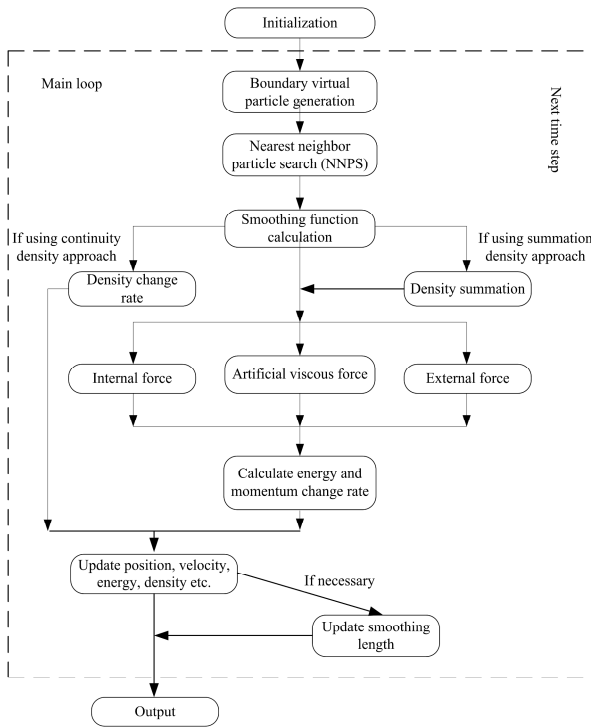 Initialization
Main loop
Boundary virtual
particle generation
Next time step
Nearest neighbor
particle search (NNPS)
Smoothing function
calculation
If using continuity
density approach
If using summation
density approach
Density change
rate
Density summation
Internal force
Artificial viscous force
External force
Calculate energy and
momentum change rate
Update position, velocity,
energy, density etc.
If necessary
Update smoothing
length
Output